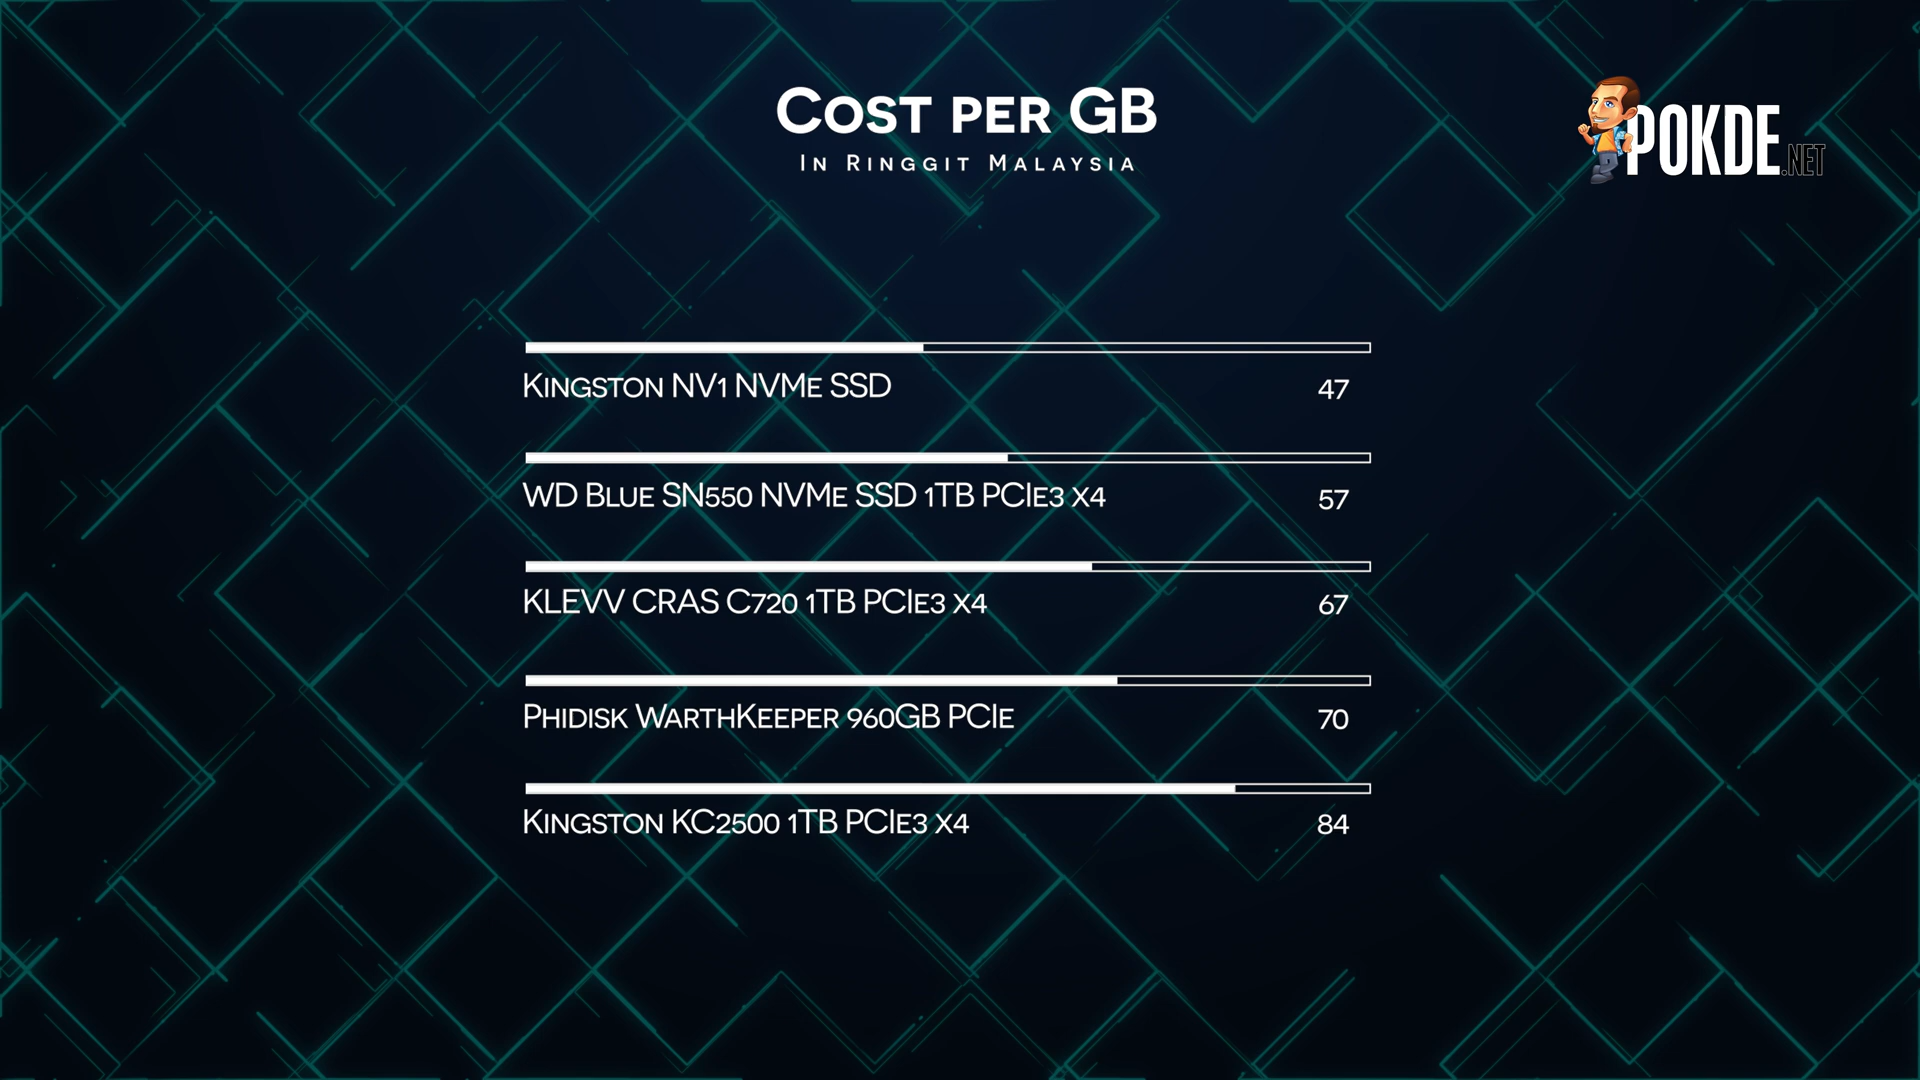 Cost per GB
In Ringgit Malaysia
POKDE.NET
Kingston NV1 NVMe SSD 47
WD Blue SN550 NVMe SSD 1TB PCIe3 x4 57
KLEVV CRAS C720 1TB PCIe3 x4 67
Phidisk WarthKeeper 960GB PCIe 70
Kingston KC2500 1TB PCIe3 x4 84